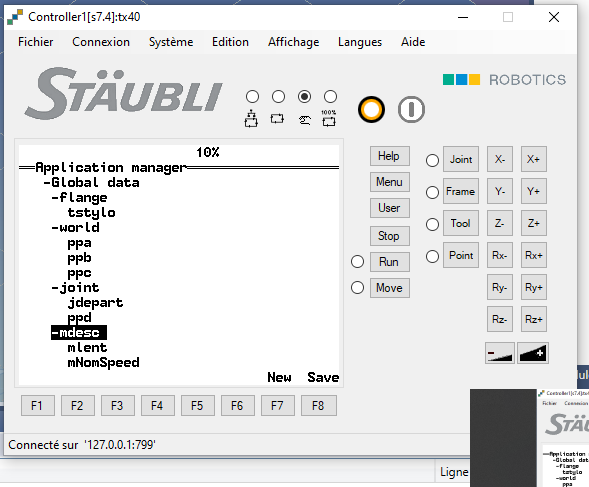 Controller1[s7.4]:tx40
Fichier Connexion Système Edition Affichage Langues Aide
STÄUBLI
ROBOTICS
100%
10%
Application manager
-Global data
-flange
tstylo
-world
ppa
ppb
ppc
-joint
jdepart
ppd
-mdesc
mlent
mNomSpeed
New Save
Help
Menu
User
Stop
Run
Move
Joint X- X+
Frame Y- Y+
Tool Z- Z+
Point Rx- Rx+
Ry- Ry+
Rz- Rz+
- +
F1 F2 F3 F4 F5 F6 F7 F8
Connecté sur '127.0.0.1:799'
Ligne
Controller1[s7.4]:tx4
Fichier Connexion
STÄU
Application m
-Global dat
-flange
tstylo
-world
ppa